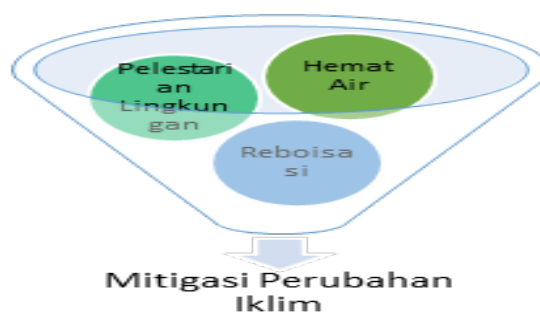 Pelestari
an
Lingkun
gan
Hemat
Air
Reboisa
si
Mitigasi Perubahan
Iklim